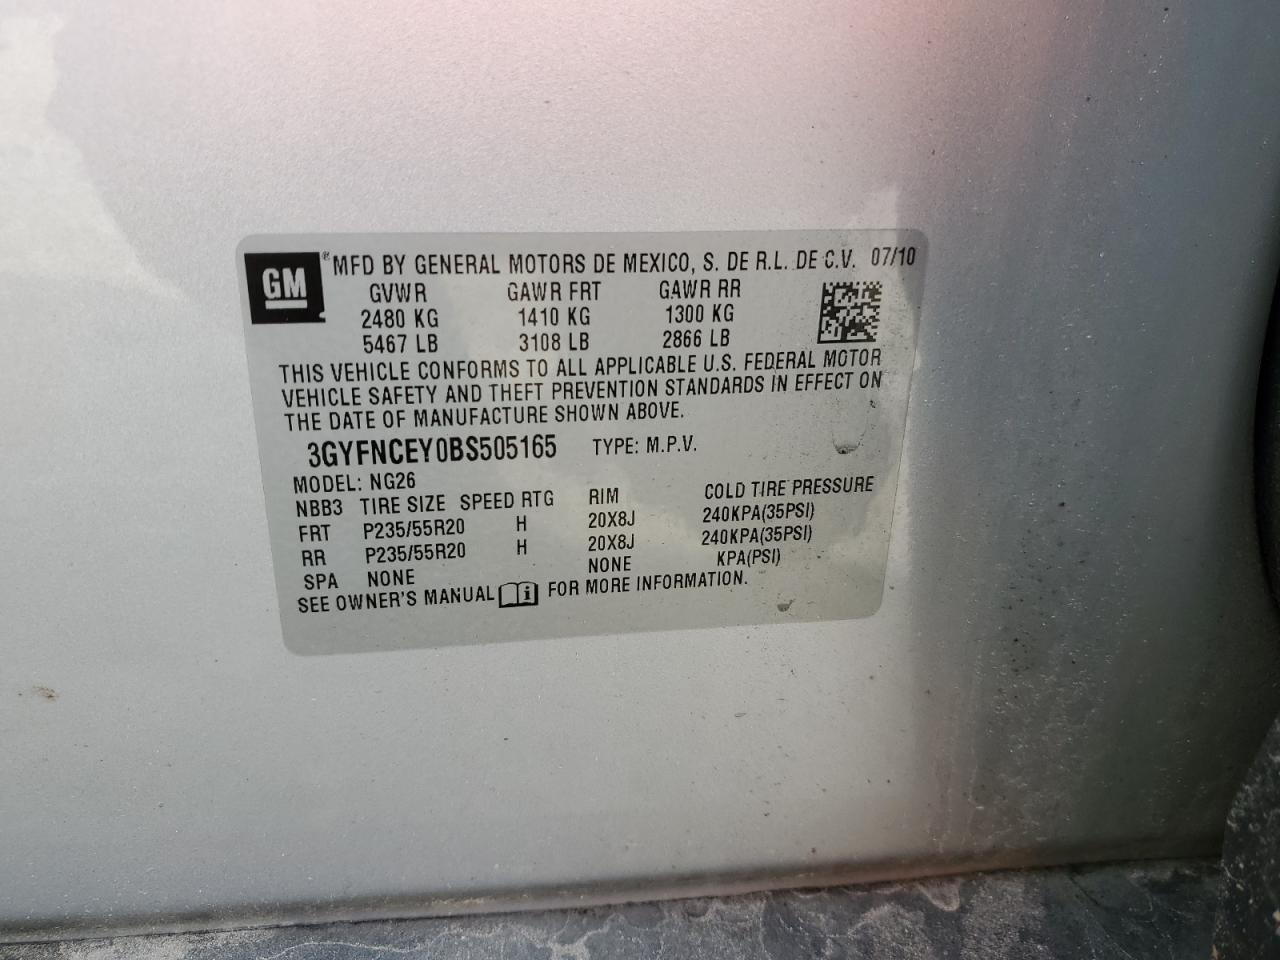 GM ® MFD BY GENERAL MOTORS DE MEXICO, S. DE R.L. DE C.V. 07/10
GVWR GAWR FRT GAWR RR
2480 KG 1410 KG 1300 KG
5467 LB 3108 LB 2866 LB
THIS VEHICLE CONFORMS TO ALL APPLICABLE U.S. FEDERAL MOTOR
VEHICLE SAFETY AND THEFT PREVENTION STANDARDS IN EFFECT ON
THE DATE OF MANUFACTURE SHOWN ABOVE.
3GYFNCEY0BS505165 TYPE: M.P.V.
MODEL: NG26
NBB3 TIRE SIZE SPEED RTG RIM COLD TIRE PRESSURE
FRT P235/55R20 H 20X8J 240KPA(35PSI)
RR P235/55R20 H 20X8J 240KPA(35PSI)
SPA NONE NONE KPA(PSI)
SEE OWNER'S MANUAL i FOR MORE INFORMATION.